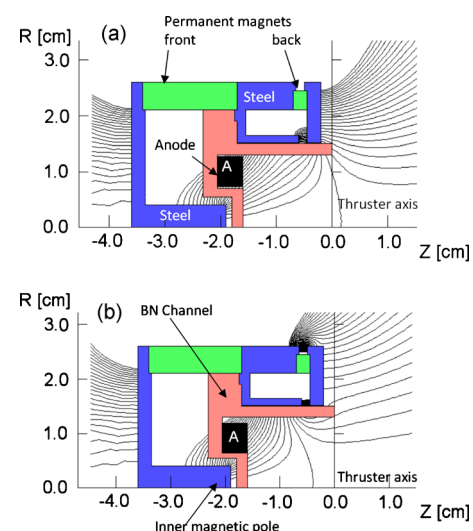 R [cm]
Permanent magnets
(a)
front
back
3.0
2.0
1.0
0.0
Steel
Anode
A
Steel
Thruster axis
-4.0
-3.0
-2.0
-1.0
0.0
1.0
Z [cm]
R [cm]
(b)
BN Channel
3.0
2.0
1.0
0.0
A
Thruster axis
-4.0
-3.0
-2.0
-1.0
0.0
1.0
Z [cm]
Inner magnetic pole